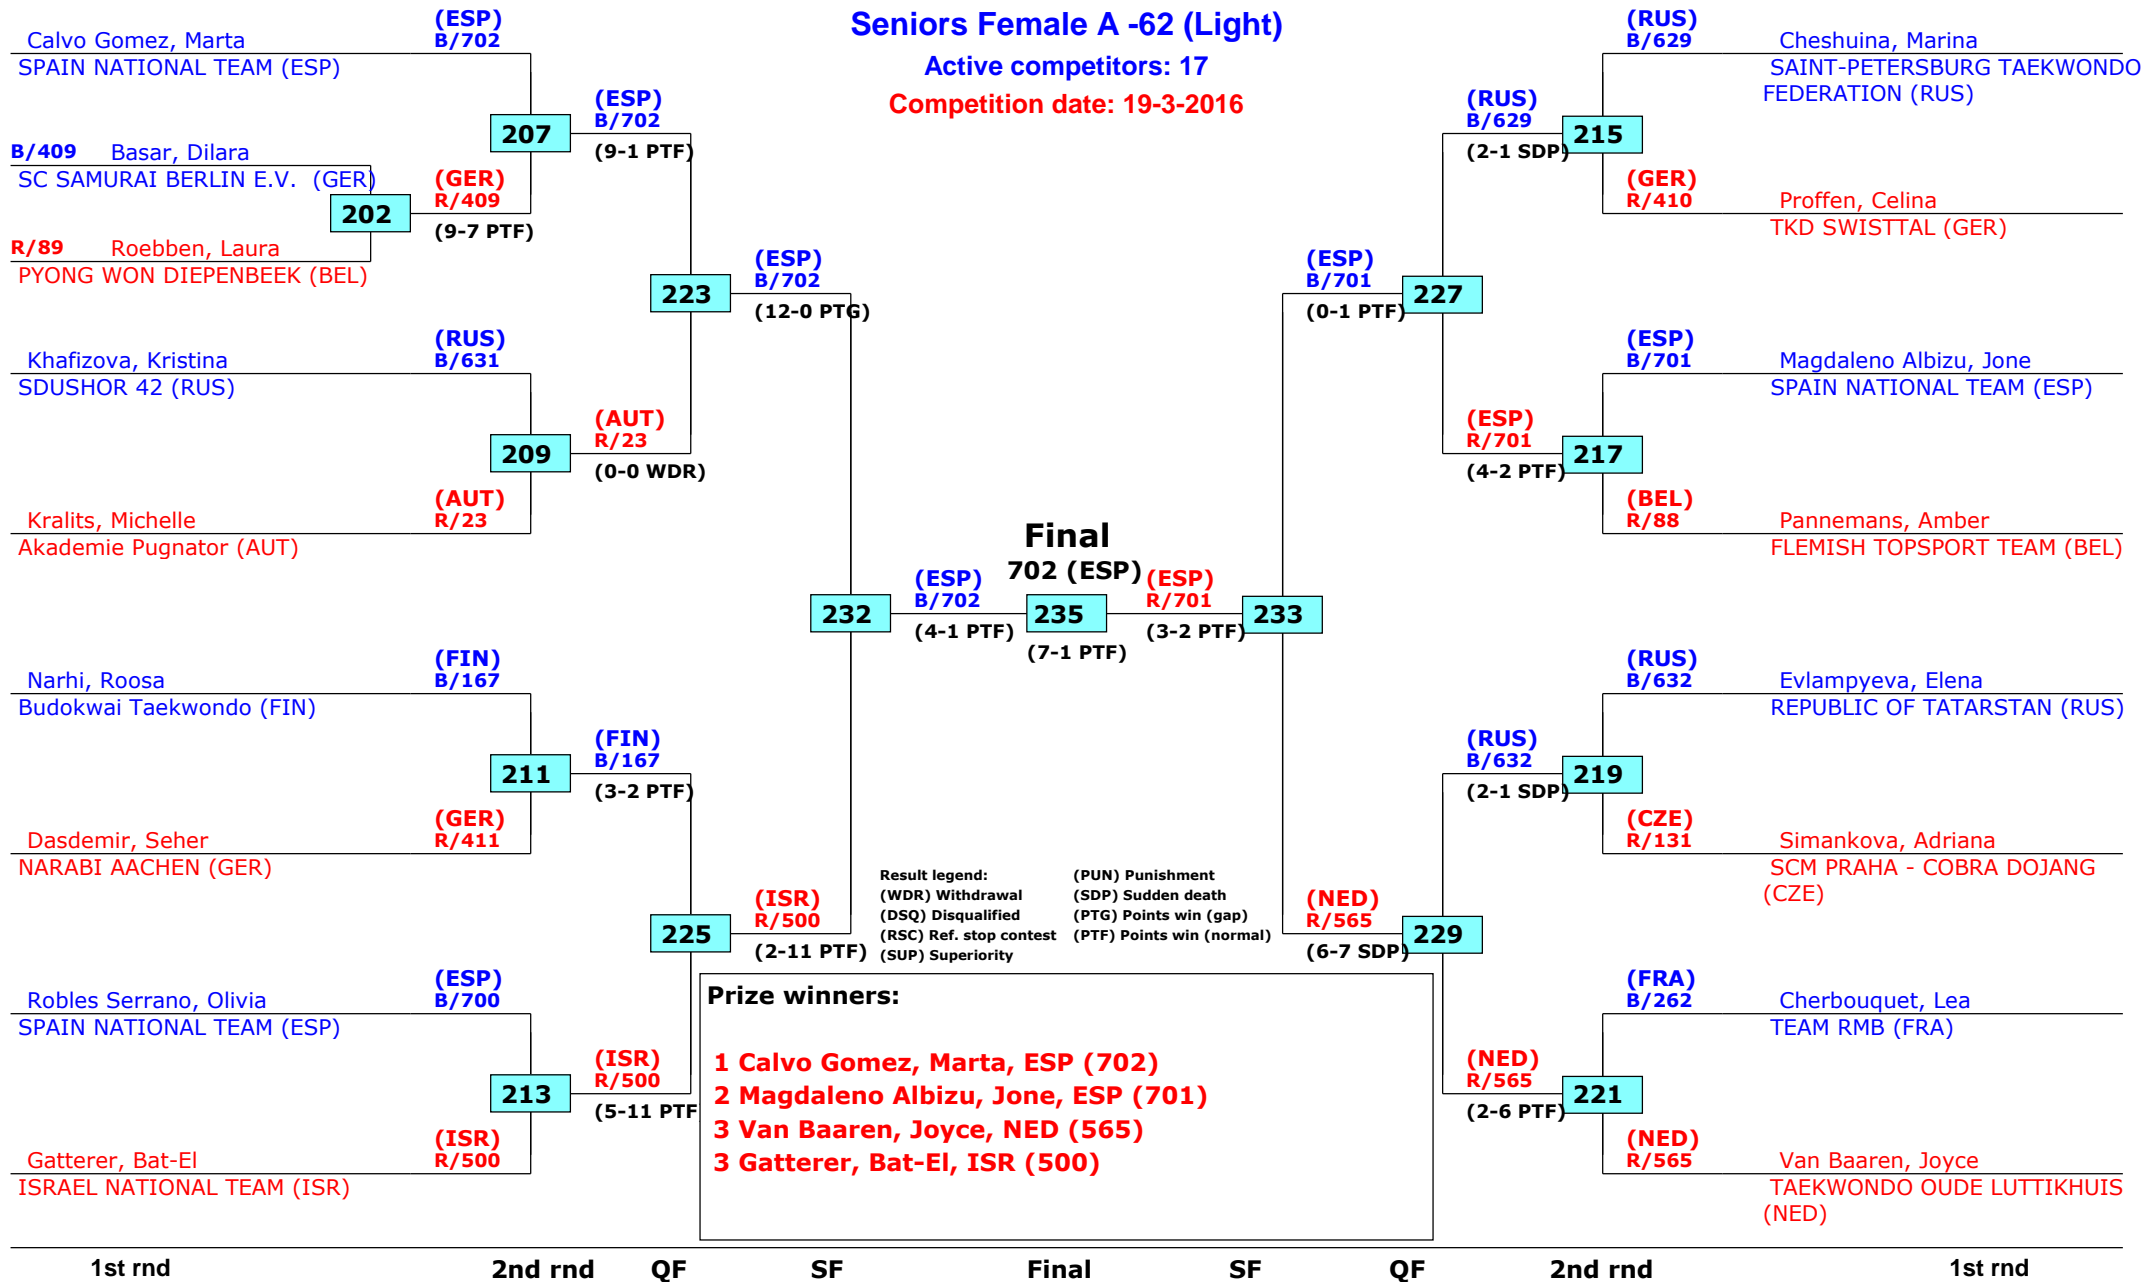 Seniors Female A -62 (Light)
Active competitors: 17
Competition date: 19-3-2016
Calvo Gomez, Marta
SPAIN NATIONAL TEAM (ESP)
(ESP)
B/702
B/409 Basar, Dilara
SC SAMURAI BERLIN E.V. (GER)
202
R/89 Roebben, Laura
PYONG WON DIEPENBEEK (BEL)
(GER)
R/409
(9-7 PTF)
207
(ESP)
B/702
(9-1 PTF)
Khafizova, Kristina
SDUSHOR 42 (RUS)
(RUS)
B/631
209
Kralits, Michelle
Akademie Pugnator (AUT)
(AUT)
R/23
(AUT)
R/23
(0-0 WDR)
223
(ESP)
B/702
(12-0 PTG)
Narhi, Roosa
Budokwai Taekwondo (FIN)
(FIN)
B/167
211
Dasdemir, Seher
NARABI AACHEN (GER)
(GER)
R/411
(FIN)
B/167
(3-2 PTF)
Robles Serrano, Olivia
SPAIN NATIONAL TEAM (ESP)
(ESP)
B/700
213
Gatterer, Bat-El
ISRAEL NATIONAL TEAM (ISR)
(ISR)
R/500
(ISR)
R/500
(5-11 PTF
225
(ISR)
R/500
(2-11 PTF)
232
(ESP)
B/702
(4-1 PTF)
Final
702 (ESP)
235
(7-1 PTF)
(ESP)
R/701
(3-2 PTF)
233
(RUS)
B/629
Cheshuina, Marina
SAINT-PETERSBURG TAEKWONDO
FEDERATION (RUS)
215
(RUS)
B/629
(2-1 SDP)
(GER)
R/410
Proffen, Celina
TKD SWISTTAL (GER)
(ESP)
B/701
(0-1 PTF)
227
(ESP)
B/701
Magdaleno Albizu, Jone
SPAIN NATIONAL TEAM (ESP)
(ESP)
R/701
(4-2 PTF)
217
(BEL)
R/88
Pannemans, Amber
FLEMISH TOPSPORT TEAM (BEL)
(RUS)
B/632
Evlampyeva, Elena
REPUBLIC OF TATARSTAN (RUS)
(RUS)
B/632
(2-1 SDP)
219
(CZE)
R/131
Simankova, Adriana
SCM PRAHA - COBRA DOJANG
(CZE)
(NED)
R/565
(6-7 SDP)
229
(FRA)
B/262
Cherbouquet, Lea
TEAM RMB (FRA)
(NED)
R/565
(2-6 PTF)
221
(NED)
R/565
Van Baaren, Joyce
TAEKWONDO OUDE LUTTIKHUIS
(NED)
Result legend:
(WDR) Withdrawal
(DSQ) Disqualified
(RSC) Ref. stop contest
(SUP) Superiority
(PUN) Punishment
(SDP) Sudden death
(PTG) Points win (gap)
(PTF) Points win (normal)
Prize winners:
1 Calvo Gomez, Marta, ESP (702)
2 Magdaleno Albizu, Jone, ESP (701)
3 Van Baaren, Joyce, NED (565)
3 Gatterer, Bat-El, ISR (500)
1st rnd 2nd rnd QF SF Final SF QF 2nd rnd 1st rnd